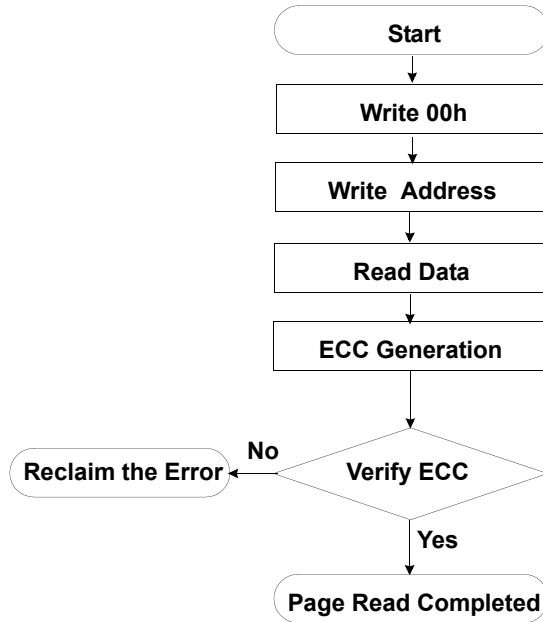 Start
Write 00h
Write Address
Read Data
ECC Generation
No
Reclaim the Error
Verify ECC
Yes
Page Read Completed